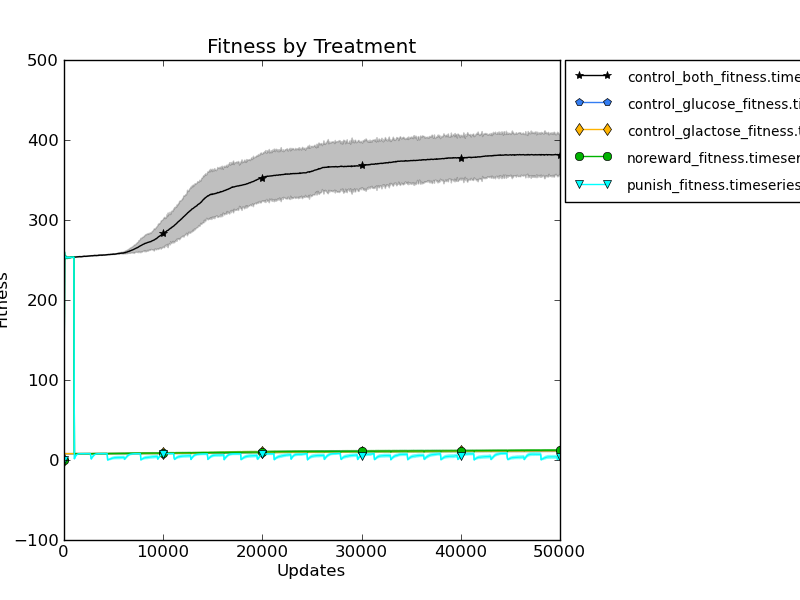 Fitness by Treatment
500
400
300
200
100
0
−100
0
10000
20000
30000
40000
50000
Updates
Fitness
control_both_fitness.time
control_glucose_fitness.ti
control_glactose_fitness.t
noreward_fitness.timeser
punish_fitness.timeseries